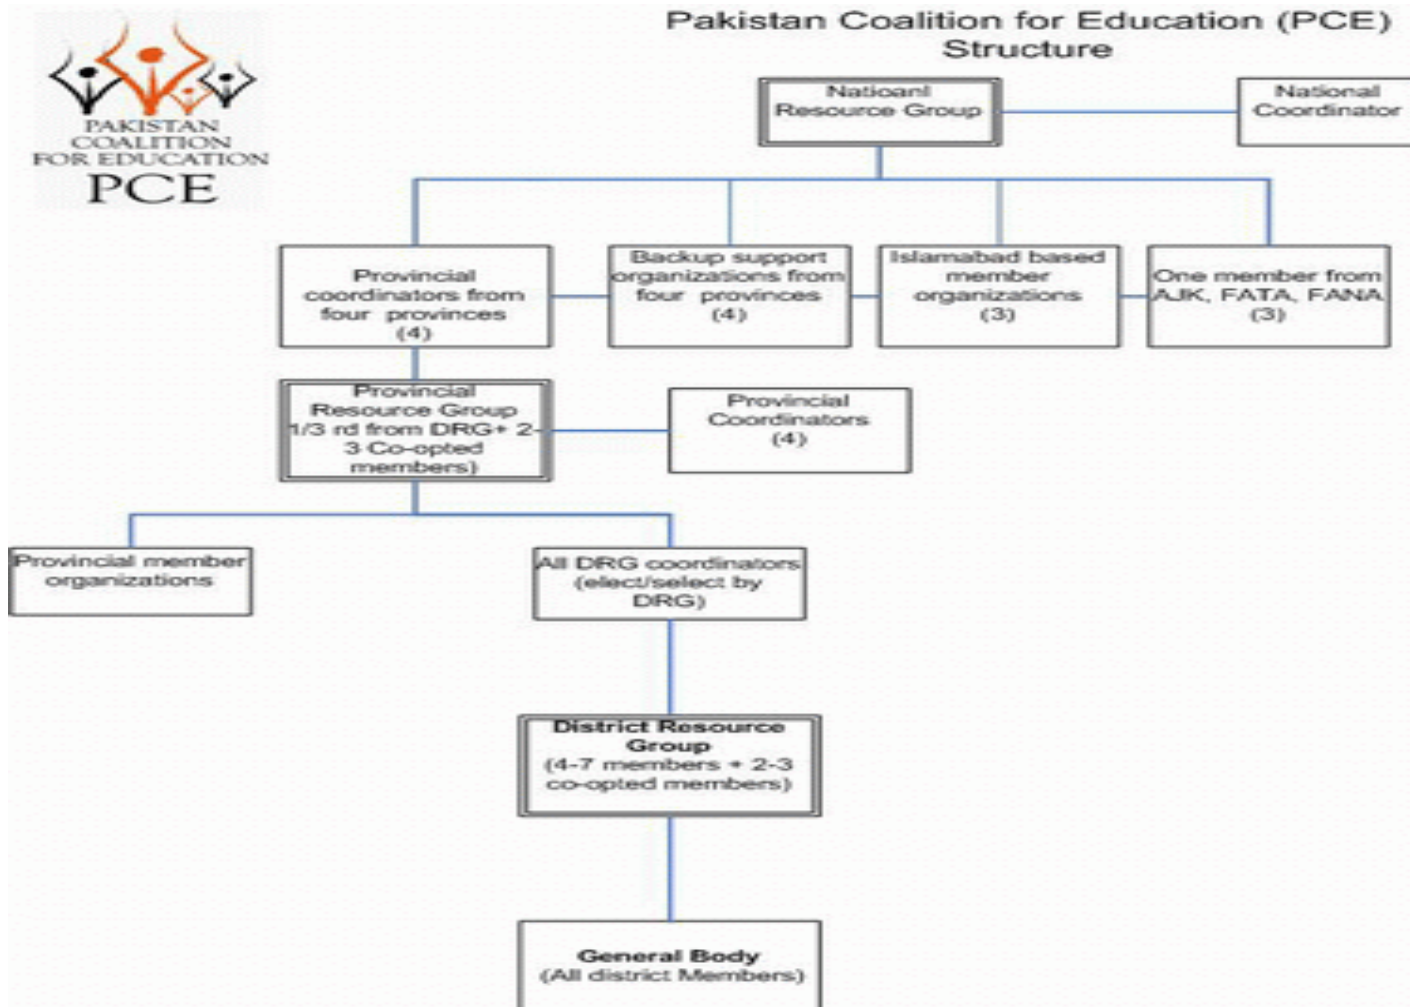 Pakistan Coalition for Education (PCE)
Structure
PAKISTAN
COALITION
FOR EDUCATION
PCE
Natioanl
Resource Group
National
Coordinator
Provincial
coordinators from
four provinces
(4)
Backup support
organizations from
four provinces
(4)
Islamabad based
member
organizations
(3)
One member from
AJK, FATA, FANA
(3)
Provincial
Resource Group
1/3 rd from DRG+ 2-
3 Co-opted
members)
Provincial
Coordinators
(4)
Provincial member
organizations
All DRG coordinators
(elect/select by
DRG)
District Resource
Group
(4-7 members + 2-3
co-opted members)
General Body
(All district Members)